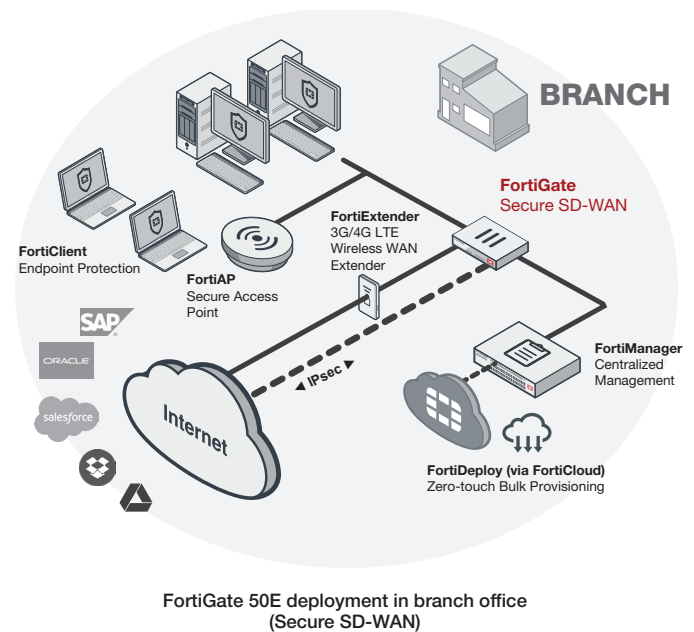 BRANCH
FortiGate
Secure SD-WAN
FortiExtender
3G/4G LTE
Wireless WAN
Extender
FortiClient
Endpoint Protection
FortiAP
Secure Access
Point
SAP
ORACLE
salesforce
Internet
IPsec
FortiManager
Centralized
Management
FortiDeploy (via FortiCloud)
Zero-touch Bulk Provisioning
FortiGate 50E deployment in branch office
(Secure SD-WAN)